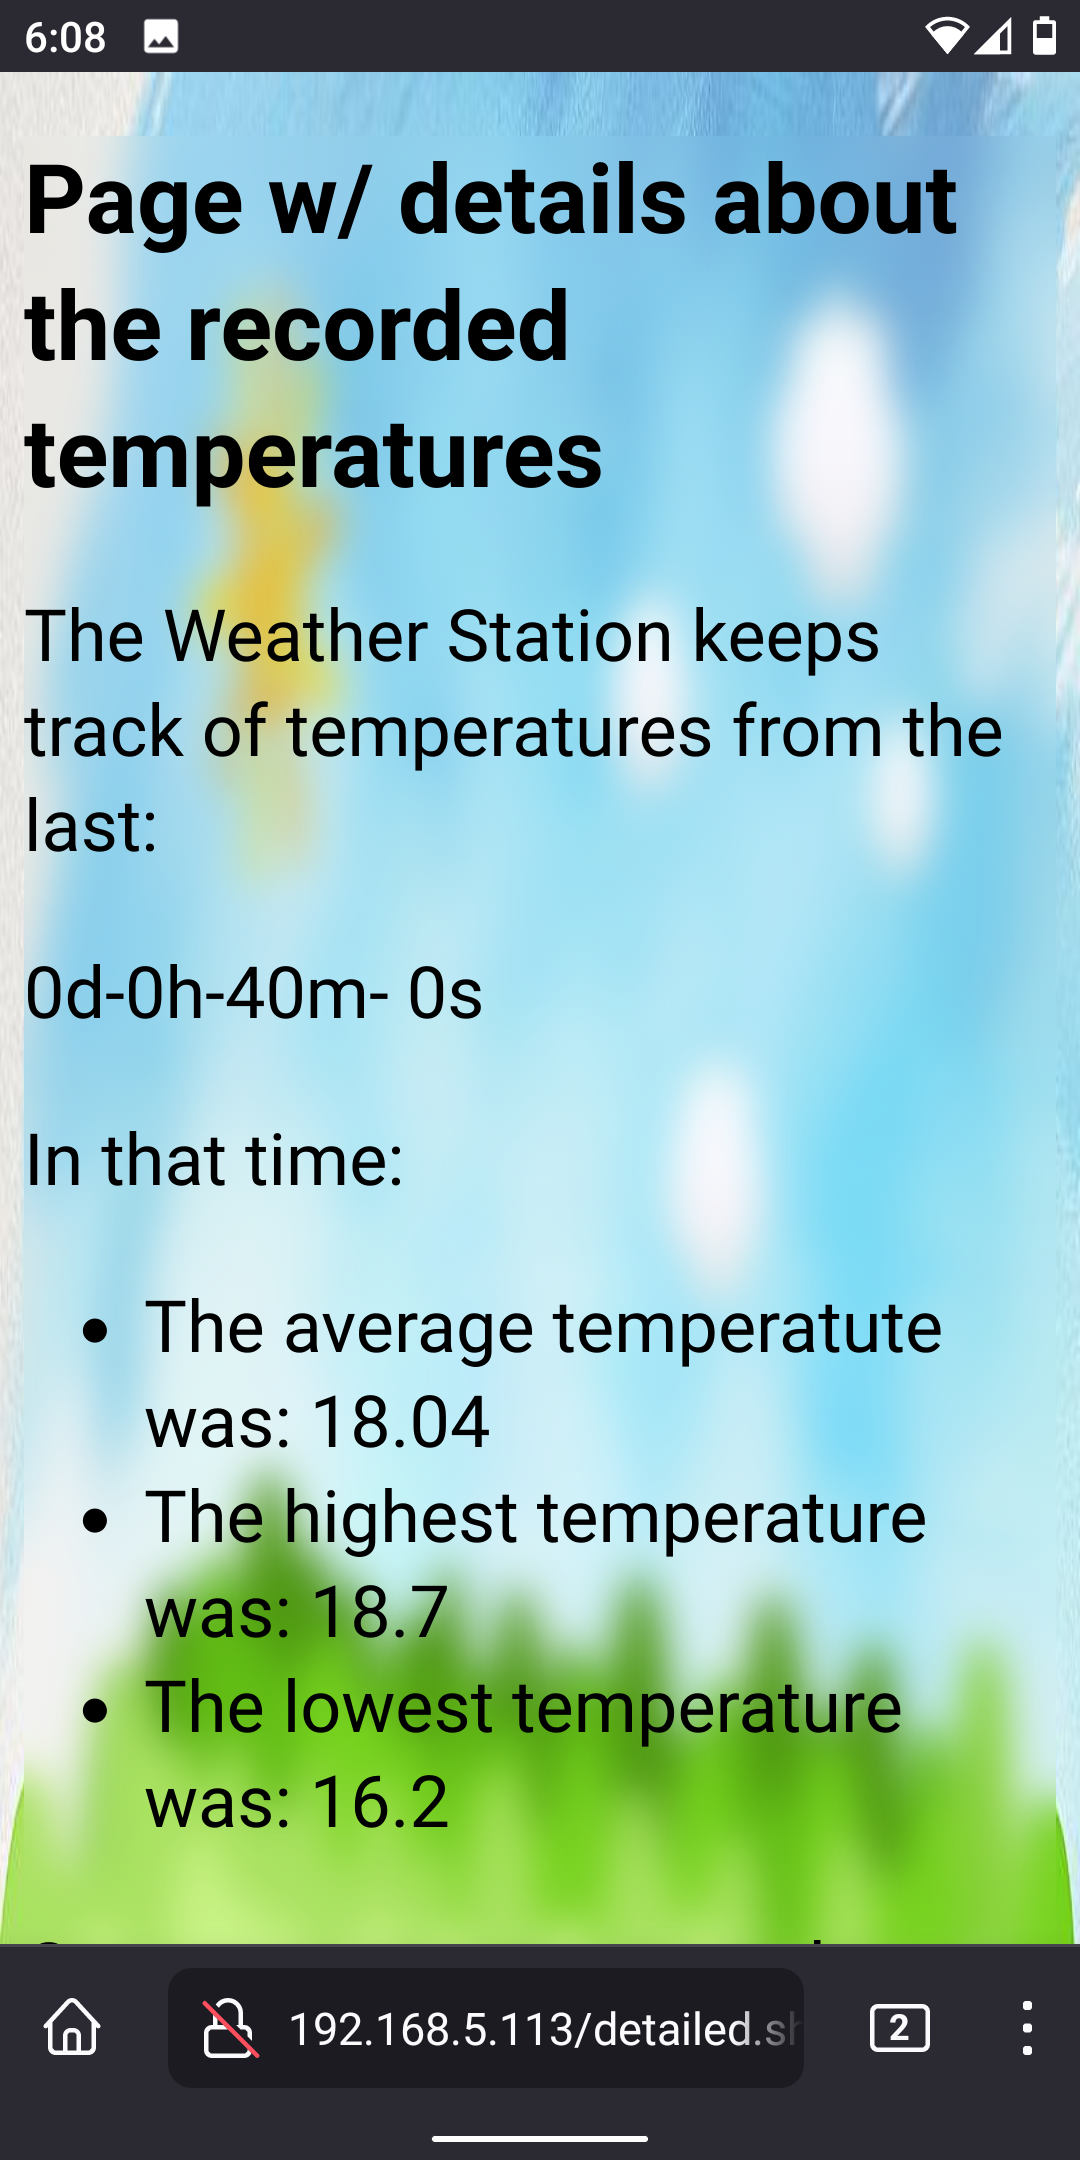 6:08
Page w/ details about
the recorded
temperatures
The Weather Station keeps
track of temperatures from the
last:
0d-0h-40m- 0s
In that time:
• The average temperatute
was: 18.04
• The highest temperature
was: 18.7
• The lowest temperature
was: 16.2
192.168.5.113/detailed.sh
2